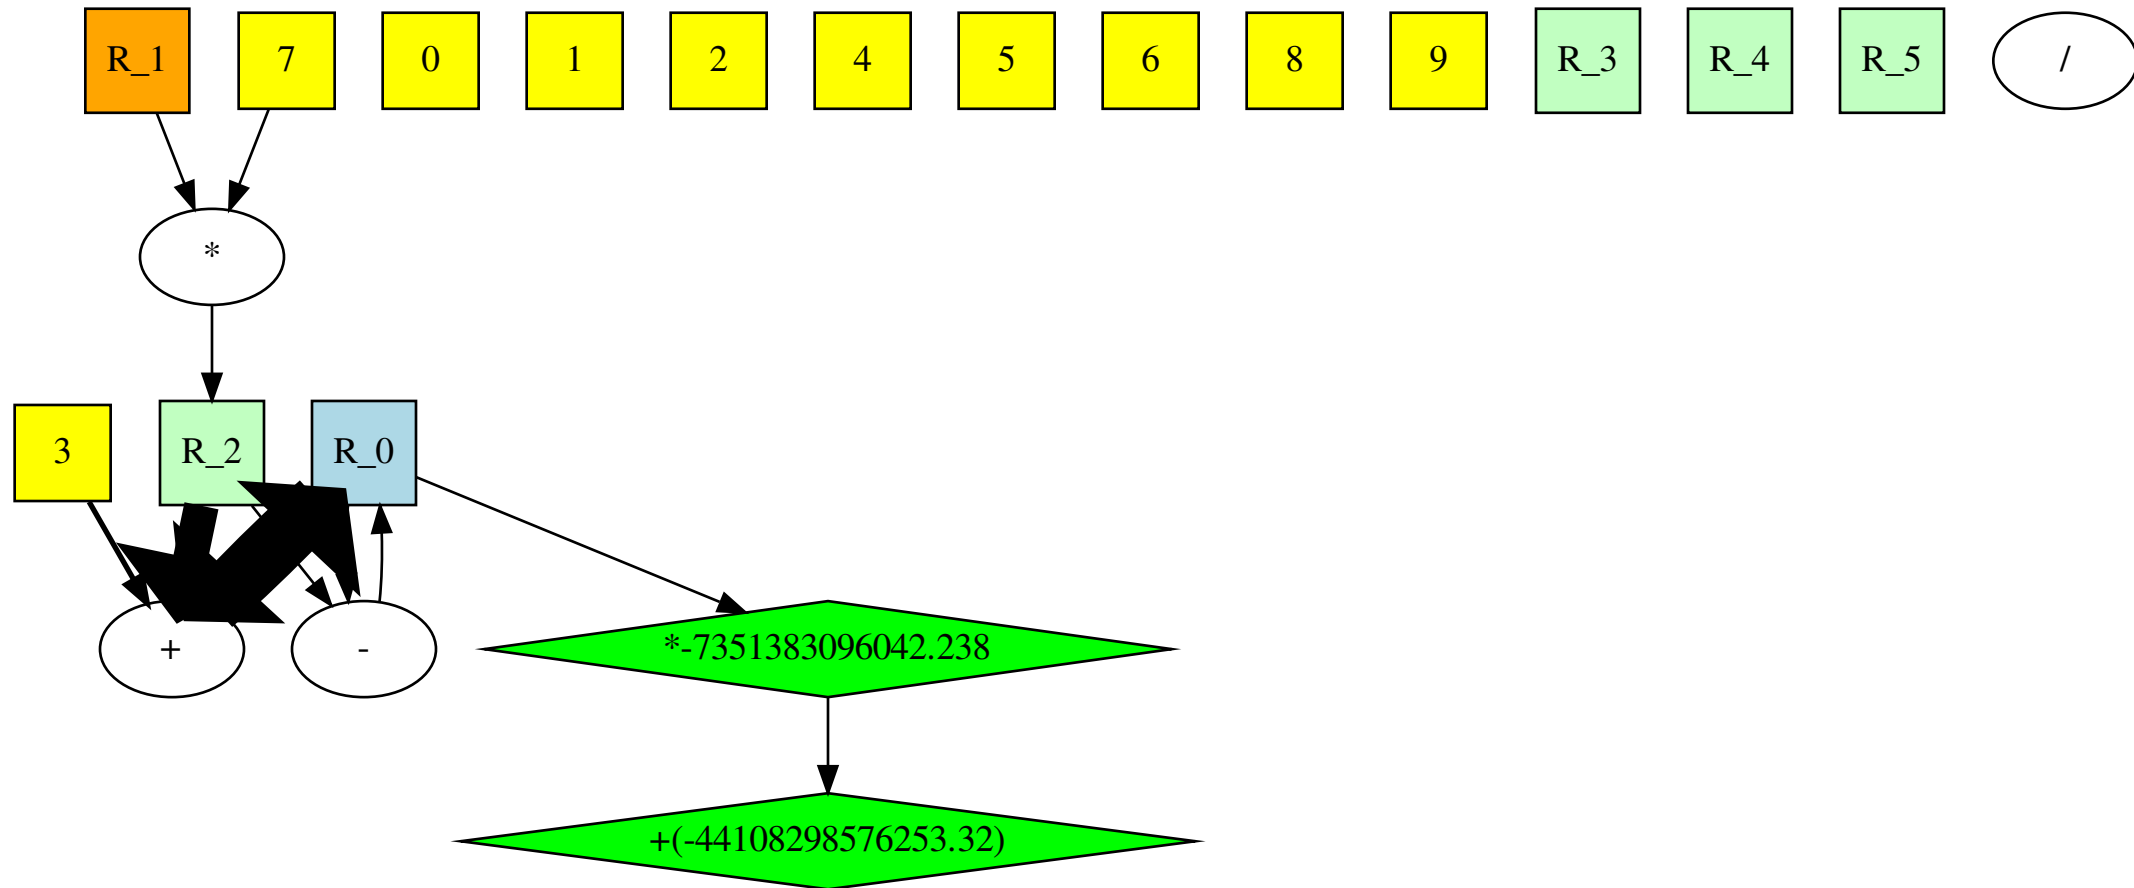 R_1 7 0 1 2 4 5 6 8 9 R_3 R_4 R_5 /
*
3 R_2 R_0
+ - *-7351383096042.238
+(-44108298576253.32)